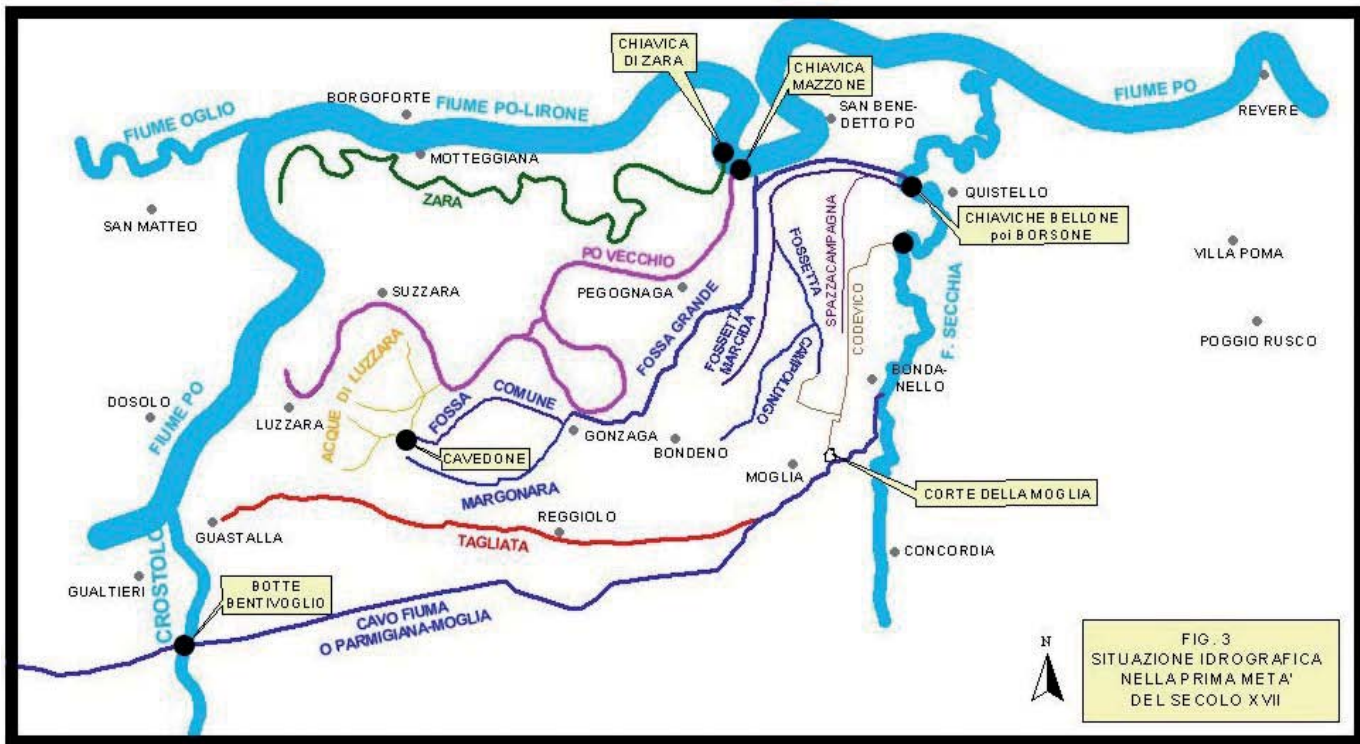 CHIAVICA
DI ZARA
CHIAVICA
MAZZONE
FIUME OGLIO
BORGOFORTE
FIUME PO-LIRONE
SAN BENE-
DETTO PO
FIUME PO
REVERE
MOTTEGGIANA
ZARA
SAN MATTEO
QUISTELLO
CHIAVICHE BELLONE
poi BORSONE
VILLA POMA
PO VECCHIO
PEGOGNAGA
SUZZARA
FOSSETTA
SPAZZACAMPAGNA
CODEVICO
F. SECCHIA
FOSSA GRANDE
FOSSETTA
MARCIDA
CAMPOLUNGO
POGGIO RUSCO
BONDA-
NELLO
ACQUE DI LUZZARA
DOSOLO
FIUME PO
LUZZARA
FOSSA
COMUNE
GONZAGA
BONDENO
CAVEDONE
MOGLIA
CORTE DELLA MOGLIA
MARGONARA
REGGIOLO
GUASTALLA
TAGLIATA
CONCORDIA
GUALTIERI
CROSTOLO
BOTTE
BENTIVOGLIO
CAVO FIUMA
O PARMIGIANA-MOGLIA
N
FIG. 3
SITUAZIONE IDROGRAFICA
NELLA PRIMA META'
DEL SECOLO XVII